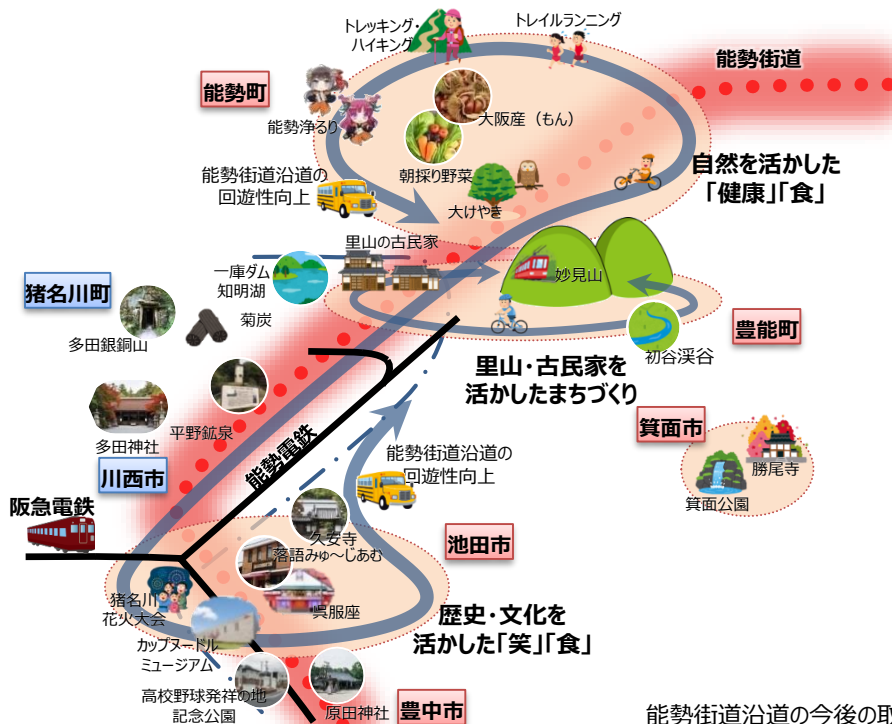 トレッキング・
ハイキング
トレイルランニング
能勢街道
能勢町
能勢浄るり
大阪産（もん）
朝採り野菜
大けやき
自然を活かした
「健康」「食」
能勢街道沿道の
回遊性向上
里山の古民家
一庫ダム
知明湖
妙見山
猪名川町
菊炭
多田銀銅山
初谷渓谷
豊能町
里山・古民家を
活かしたまちづくり
平野鉱泉
多田神社
川西市
能勢電鉄
能勢街道沿道の
回遊性向上
箕面市
勝尾寺
箕面公園
阪急電鉄
久安寺
落語みゅ～じあむ
池田市
呉服座
猪名川
花火大会
歴史・文化を
活かした「笑」「食」
カップヌードル
ミュージアム
高校野球発祥の地
記念公園
原田神社
豊中市
能勢街道沿道の今後の